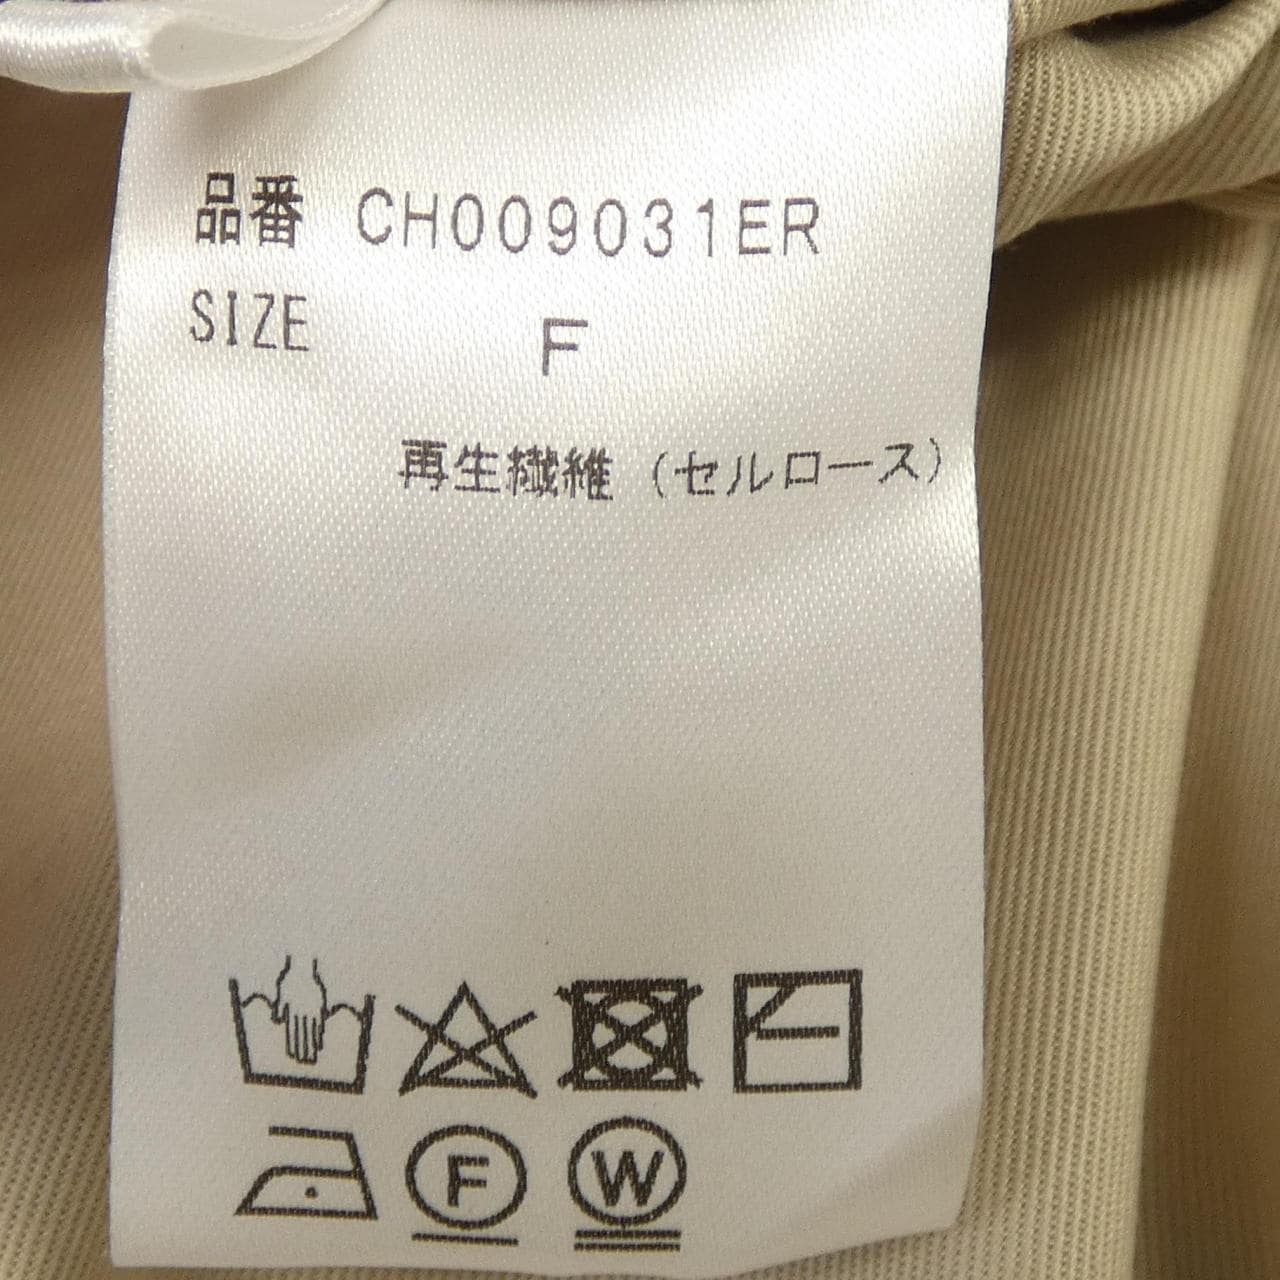 品番 CH009031ER
SIZE F
再生繊維（セルロース）
F W